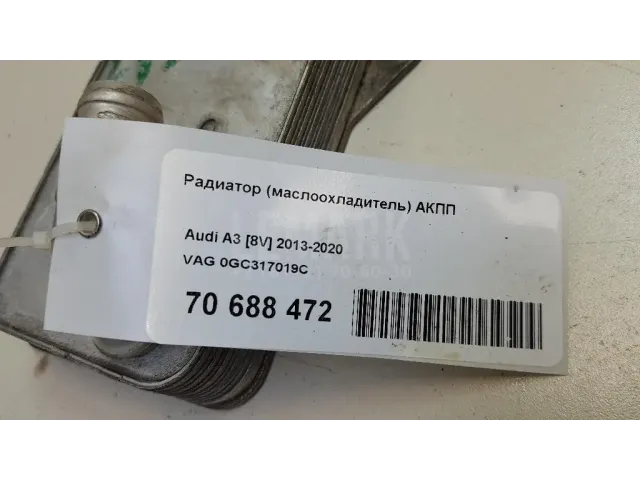 Радиатор (маслоохладитель) АКПП
Audi A3 [8V] 2013-2020
VAG 0GC317019C
70 688 472